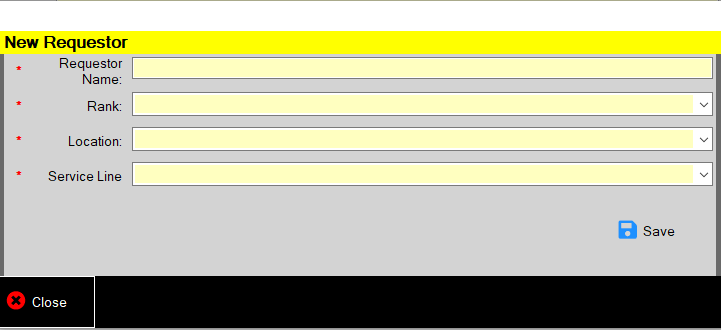 New Requestor
* Requestor
Name:
* Rank:
* Location:
* Service Line
Save
Close